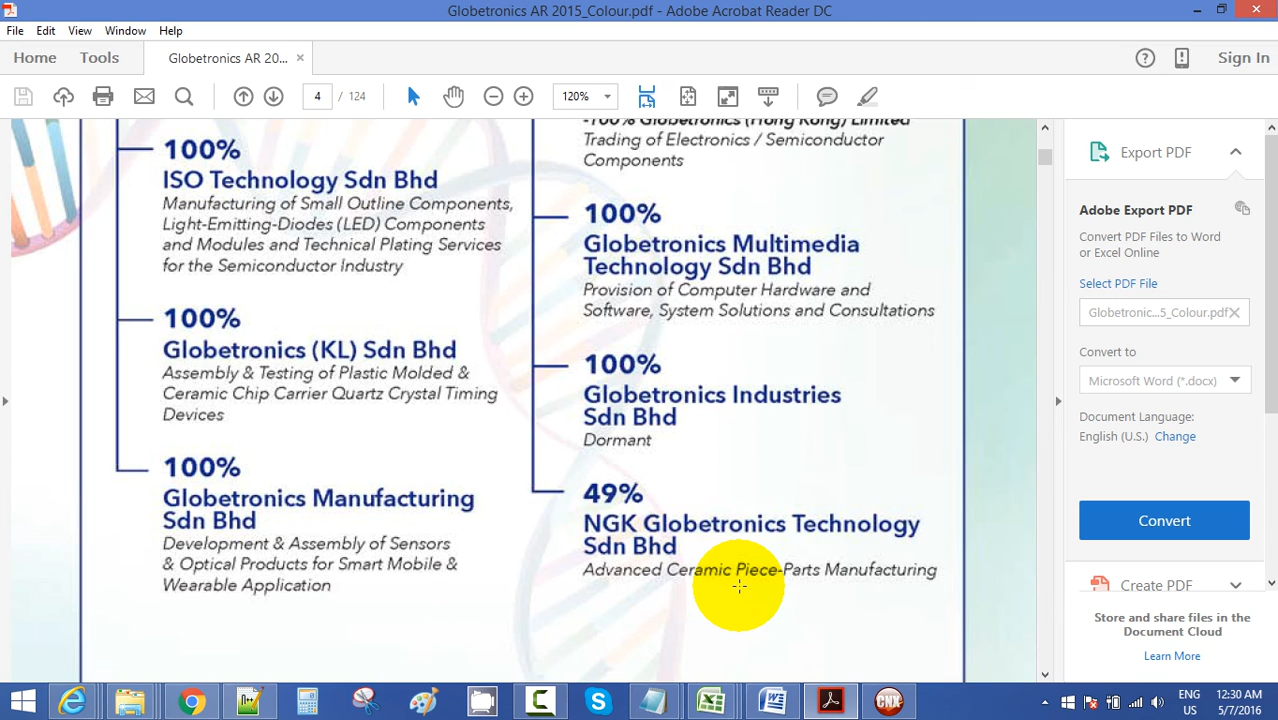 Globetronics AR 2015_Colour.pdf - Adobe Acrobat Reader DC
File Edit View Window Help
Home Tools Globetronics AR 20... × Sign In
4 / 124 120%
100%
ISO Technology Sdn Bhd
Manufacturing of Small Outline Components,
Light-Emitting-Diodes (LED) Components
and Modules and Technical Plating Services
for the Semiconductor Industry
100%
Globetronics (KL) Sdn Bhd
Assembly & Testing of Plastic Molded &
Ceramic Chip Carrier Quartz Crystal Timing
Devices
100%
Globetronics Manufacturing
Sdn Bhd
Development & Assembly of Sensors
& Optical Products for Smart Mobile &
Wearable Application
-100% Globetronics (Hong Kong) Limited
Trading of Electronics / Semiconductor
Components
100%
Globetronics Multimedia
Technology Sdn Bhd
Provision of Computer Hardware and
Software, System Solutions and Consultations
100%
Globetronics Industries
Sdn Bhd
Dormant
49%
NGK Globetronics Technology
Sdn Bhd
Advanced Ceramic Piece-Parts Manufacturing
Export PDF
Adobe Export PDF
Convert PDF Files to Word
or Excel Online
Select PDF File
Globetronic...5_Colour.pdf
Convert to
Microsoft Word (*.docx)
Document Language:
English (U.S.) Change
Convert
Create PDF
Store and share files in the
Document Cloud
Learn More
ENG 12:30 AM
US 5/7/2016